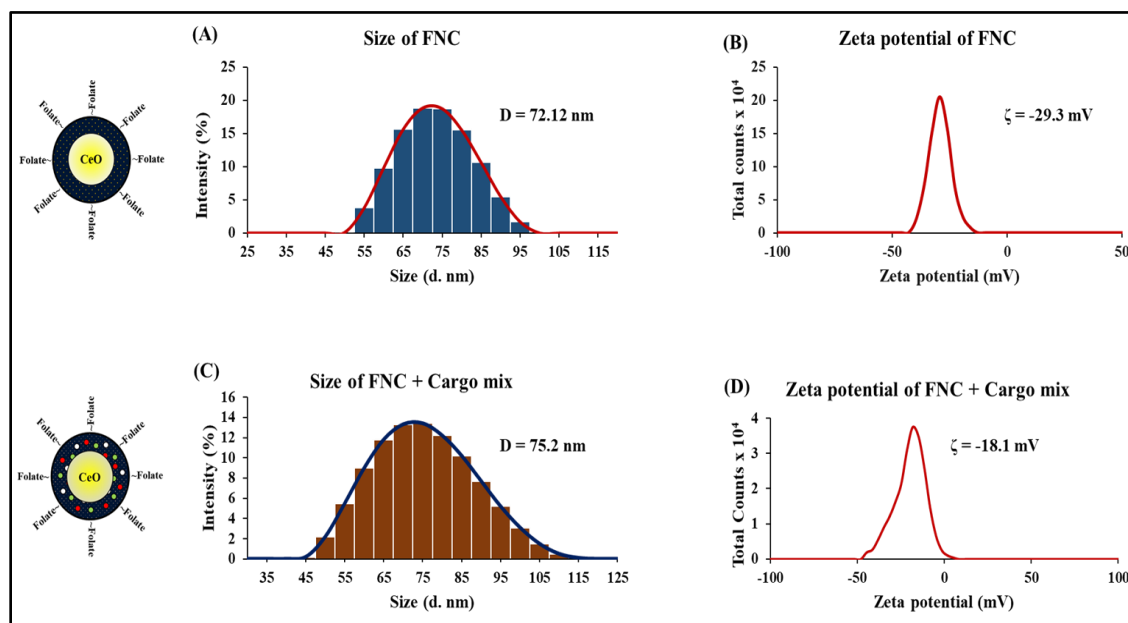 (A)
Size of FNC
D = 72.12 nm
Intensity (%)
25
20
15
10
5
0
25 35 45 55 65 75 85 95 105 115
Size (d. nm)
(B)
Zeta potential of FNC
ζ = -29.3 mV
Total counts x 10⁴
25
20
15
10
5
0
-100 -50 0 50
Zeta potential (mV)
~Folate
Folate~
~Folate
Folate~
CeO
~Folate
Folate~
~Folate
~Folate
(C)
Size of FNC + Cargo mix
D = 75.2 nm
Intensity (%)
16
14
12
10
8
6
4
2
0
35 45 55 65 75 85 95 105 115 125
Size (d. nm)
(D)
Zeta potential of FNC + Cargo mix
ζ = -18.1 mV
Total Counts x 10⁴
4
3
2
1
0
-100 -50 0 50 100
Zeta potential (mV)
~Folate
Folate~
~Folate
Folate~
CeO
~Folate
Folate~
~Folate
~Folate